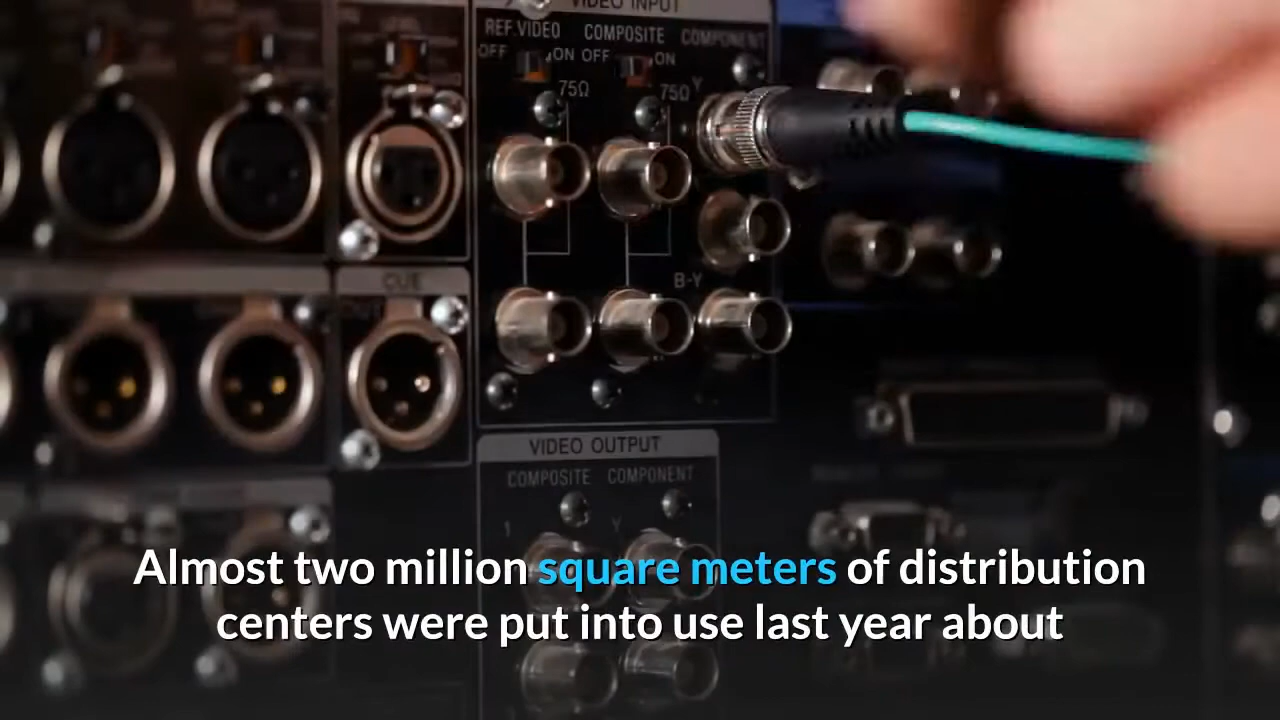 VIDEO INPUT
REF.VIDEO COMPOSITE COMPONENT
OFF ON OFF ON
75Ω 75Ω Y
B-Y
CUE
VIDEO OUTPUT
COMPOSITE COMPONENT
1 Y
Almost two million square meters of distribution
centers were put into use last year about